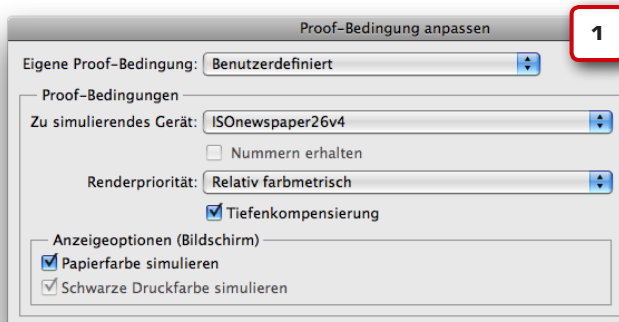 Proof-Bedingung anpassen
1
Eigene Proof-Bedingung: Benutzerdefiniert
Proof-Bedingungen
Zu simulierendes Gerät: ISOnewspaper26v4
Nummern erhalten
Renderpriorität: Relativ farbmetrisch
Tiefenkompensierung
Anzeigeoptionen (Bildschirm)
Papierfarbe simulieren
Schwarze Druckfarbe simulieren